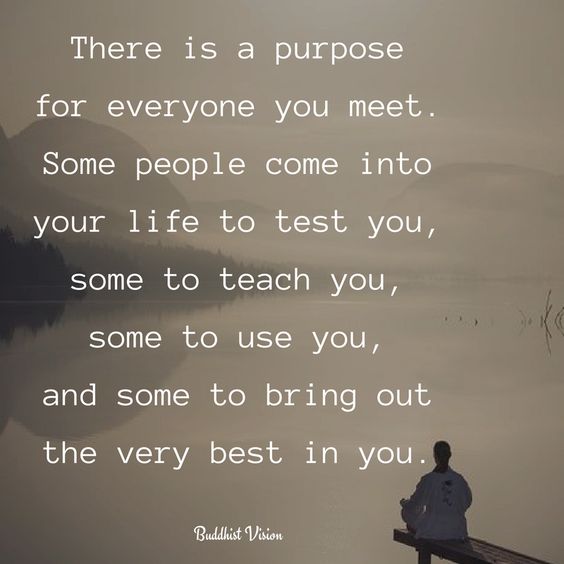 There is a purpose
for everyone you meet.
Some people come into
your life to test you,
some to teach you,
some to use you,
and some to bring out
the very best in you.
Buddhist Vision